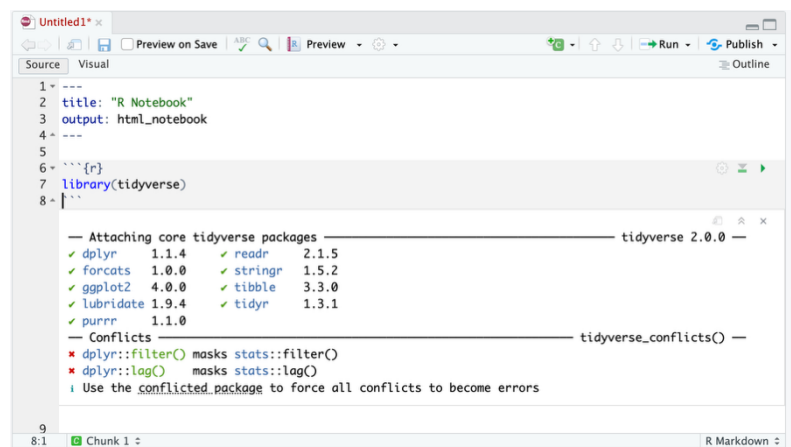 Untitled1*
Preview on Save ABC R Preview Run Publish
Source Visual Outline
1 ---
2 title: "R Notebook"
3 output: html_notebook
4 ---
5
6 ```{r}
7 library(tidyverse)
8 ```
── Attaching core tidyverse packages ── tidyverse 2.0.0 ──
✔ dplyr 1.1.4 ✔ readr 2.1.5
✔ forcats 1.0.0 ✔ stringr 1.5.2
✔ ggplot2 4.0.0 ✔ tibble 3.3.0
✔ lubridate 1.9.4 ✔ tidyr 1.3.1
✔ purrr 1.1.0
── Conflicts ── tidyverse_conflicts() ──
✖ dplyr::filter() masks stats::filter()
✖ dplyr::lag() masks stats::lag()
ℹ Use the conflicted package to force all conflicts to become errors
9
8:1 C Chunk 1 R Markdown